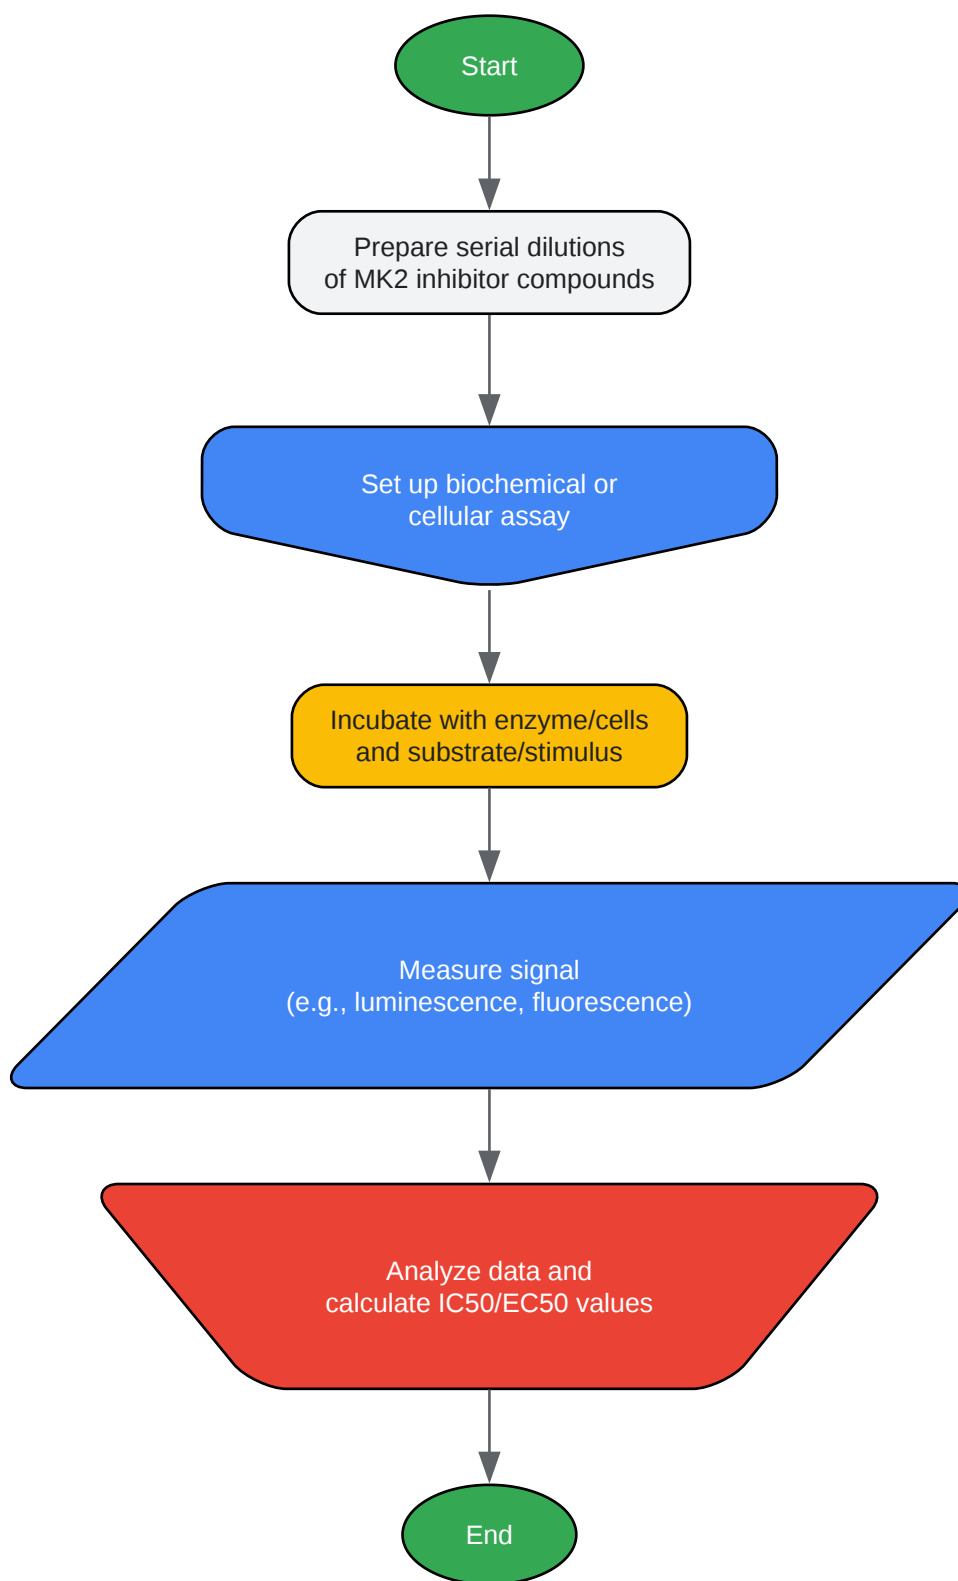 Start
Prepare serial dilutions
of MK2 inhibitor compounds
Set up biochemical or
cellular assay
Incubate with enzyme/cells
and substrate/stimulus
Measure signal
(e.g., luminescence, fluorescence)
Analyze data and
calculate IC50/EC50 values
End